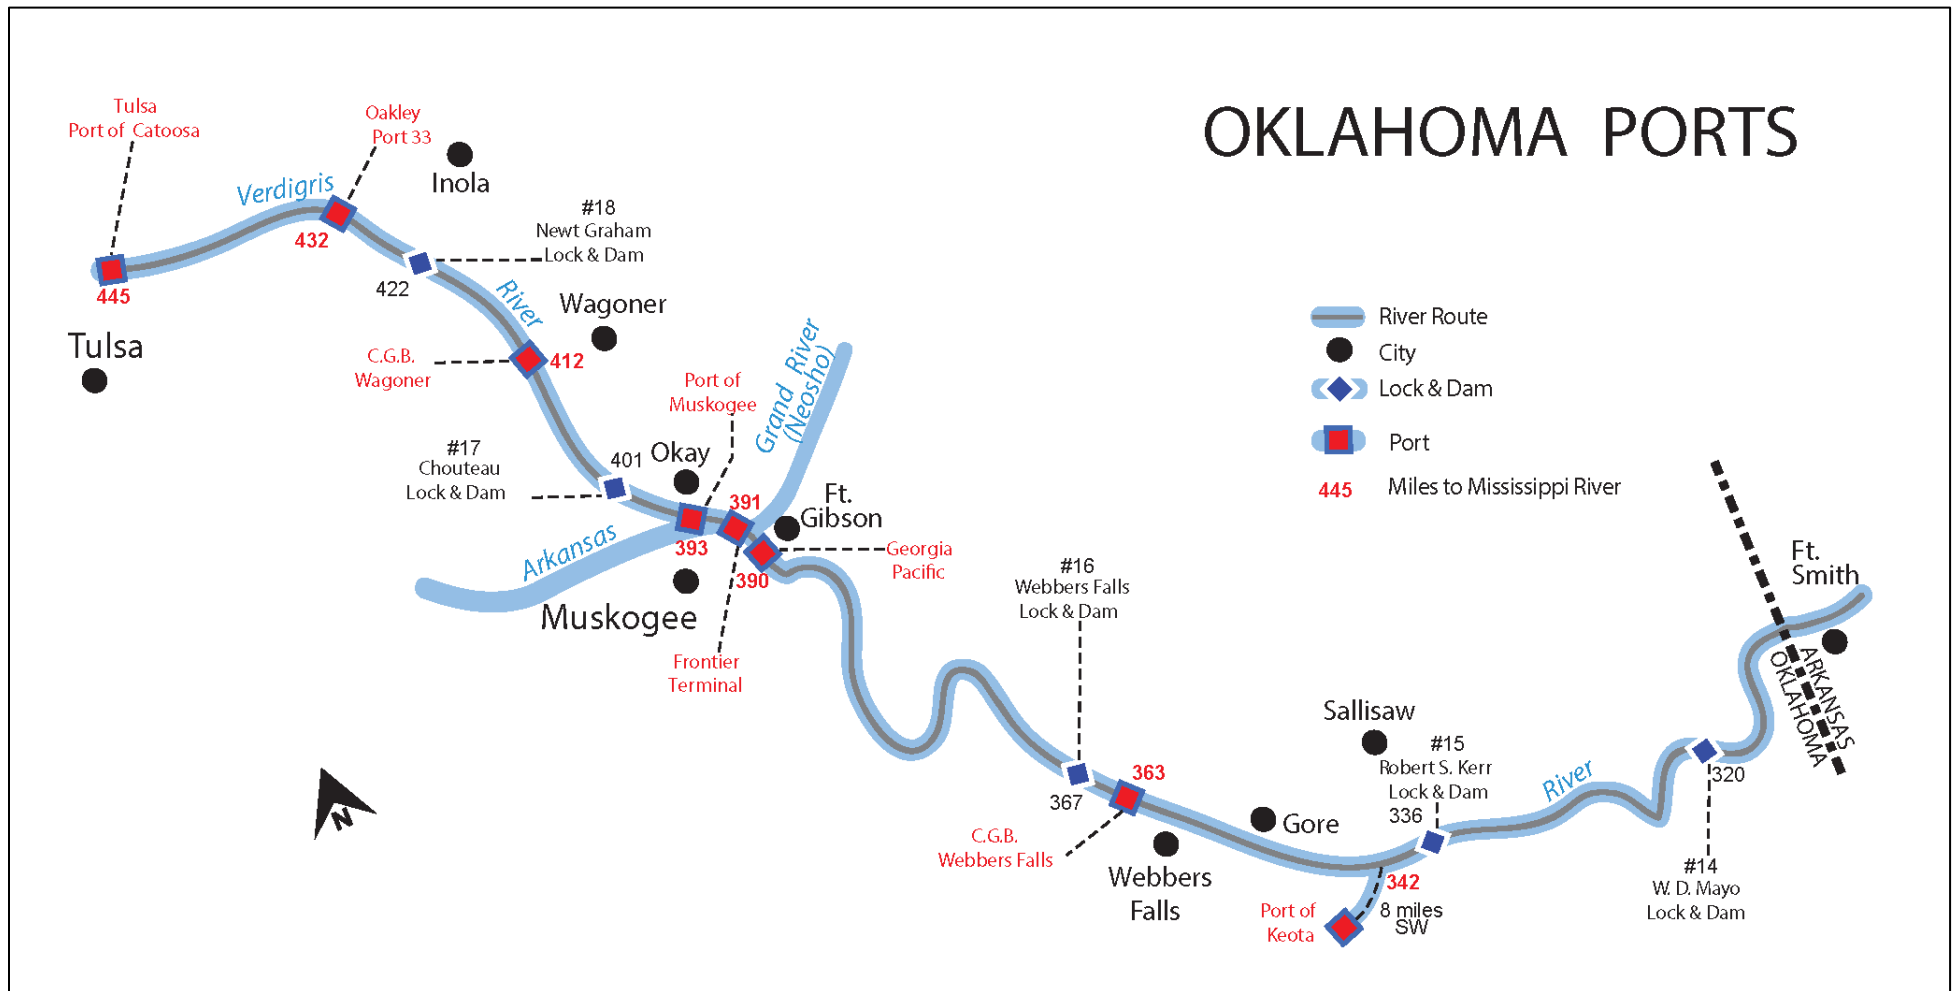 OKLAHOMA PORTS
Tulsa
Port of Catoosa
Oakley
Port 33
Inola
Verdigris
432
445
Tulsa
#18
Newt Graham
Lock & Dam
422
River
Wagoner
C.G.B.
Wagoner
412
Port of
Muskogee
Grand River
(Neosho)
#17
Chouteau
Lock & Dam
401
Okay
391
Ft.
Gibson
393
Arkansas
390
Georgia
Pacific
Muskogee
Frontier
Terminal
River Route
City
Lock & Dam
Port
445 Miles to Mississippi River
#16
Webbers Falls
Lock & Dam
367
363
C.G.B.
Webbers Falls
Webbers
Falls
Gore
Sallisaw
#15
Robert S. Kerr
Lock & Dam
336
342
8 miles
SW
Port of
Keota
River
320
#14
W. D. Mayo
Lock & Dam
Ft.
Smith
ARKANSAS
OKLAHOMA
N